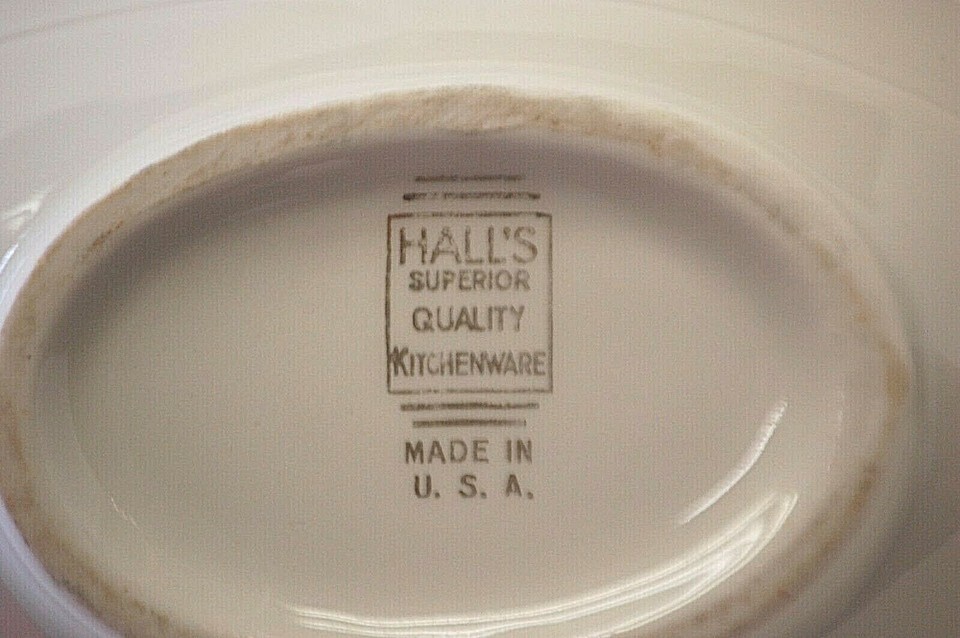 HALL'S
SUPERIOR
QUALITY
KITCHENWARE
MADE IN
U. S. A.